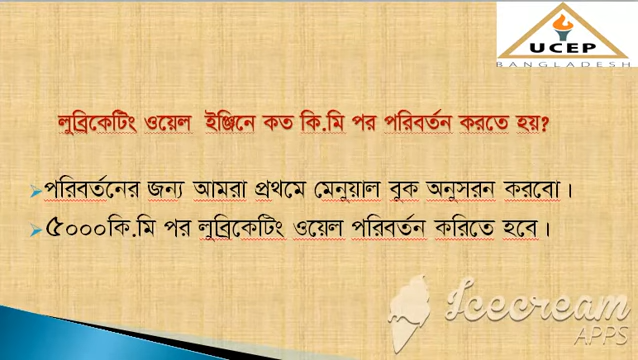 UCEP
BANGLADESH
লুব্রিকেটিং ওয়েল ইঞ্জিনে কত কি.মি পর পরিবর্তন করতে হয়?
পরিবর্তনের জন্য আমরা প্রথমে মেনুয়াল বুক অনুসরন করবো।
৫০০০কি.মি পর লুব্রিকেটিং ওয়েল পরিবর্তন করিতে হবে।
Icecream
APPS